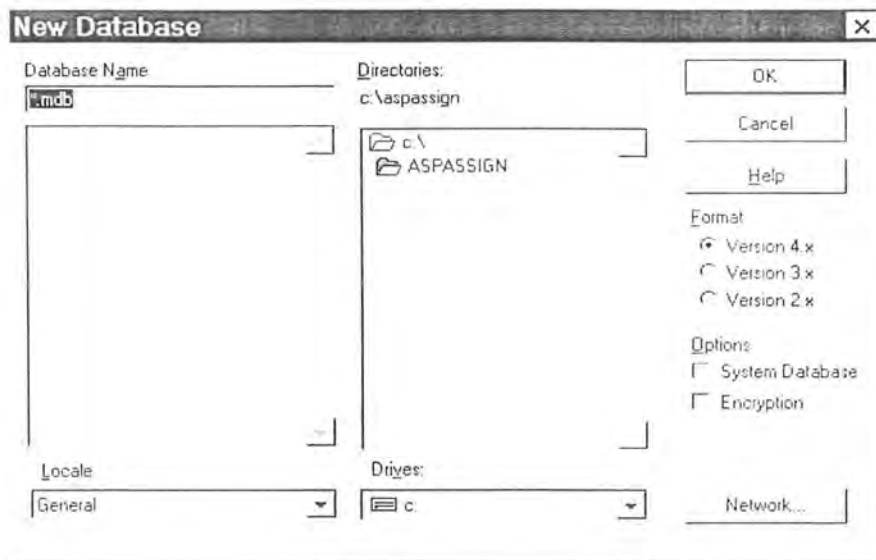 New Database
Database Name
*.mdb
Directories:
c:\aspassign
c:\
ASPASSIGN
OK
Cancel
Help
Format
Version 4.x
Version 3.x
Version 2.x
Options
System Database
Encryption
Locale
General
Drives:
c:
Network...